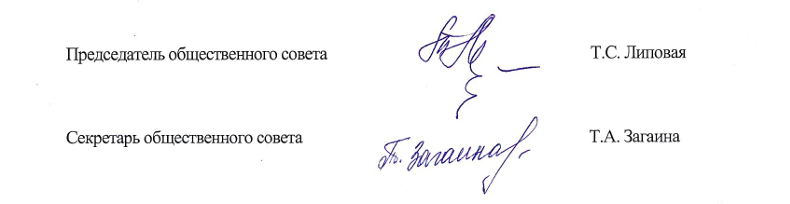 Председатель общественного совета Т.С. Липовая
Секретарь общественного совета Т.А. Загаина